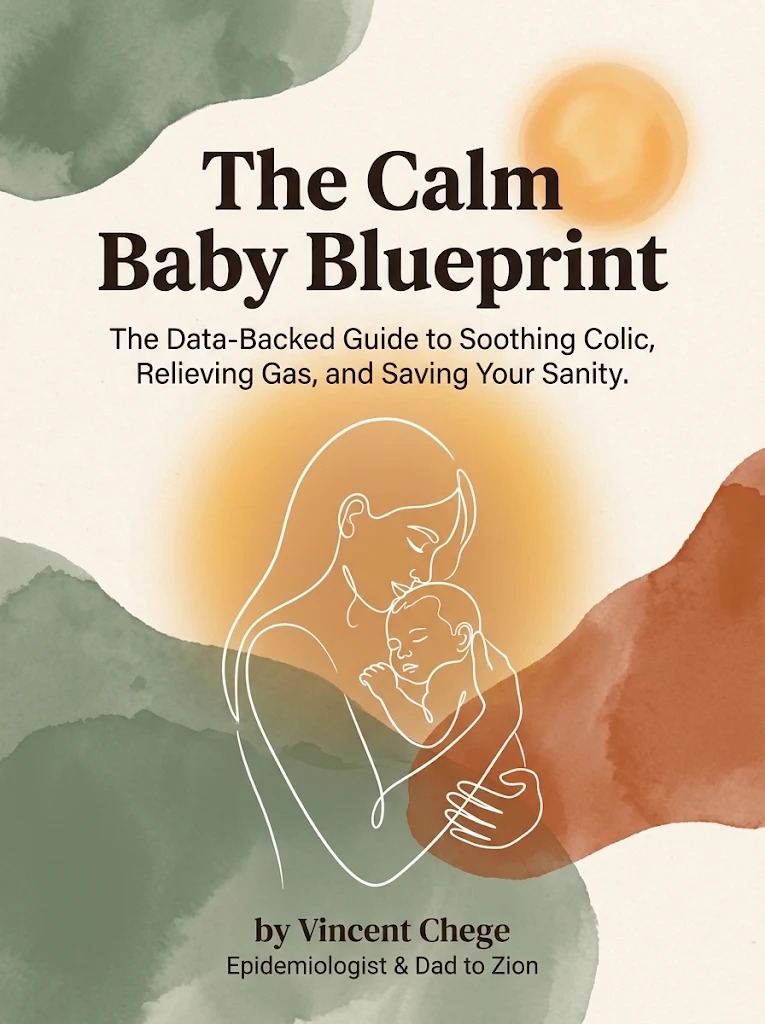 The Calm
Baby Blueprint
The Data-Backed Guide to Soothing Colic,
Relieving Gas, and Saving Your Sanity.
by Vincent Chege
Epidemiologist & Dad to Zion